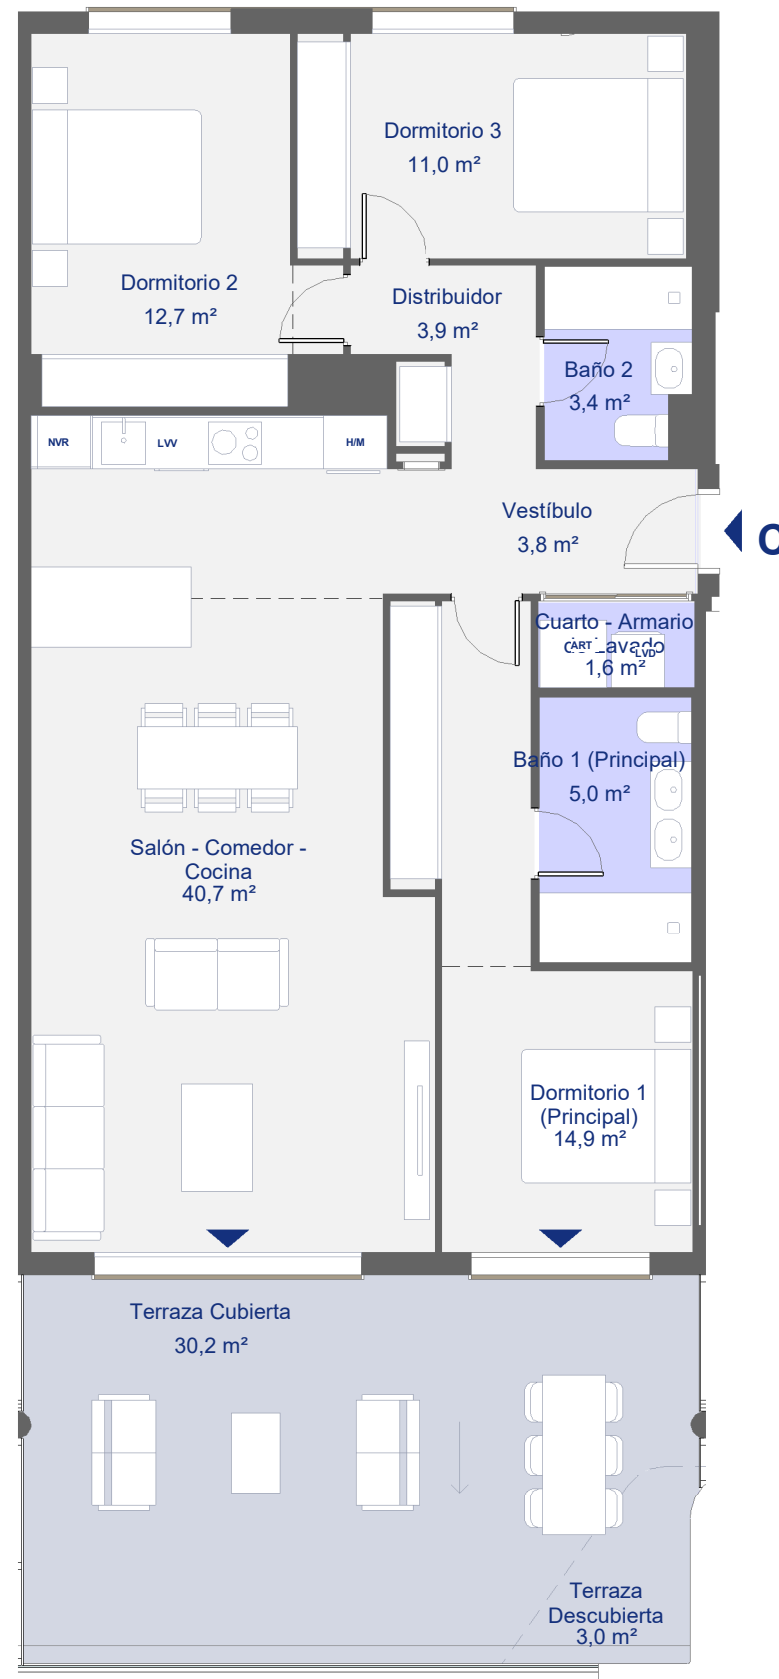 Dormitorio 3
11,0 m²
Dormitorio 2
12,7 m²
Distribuidor
3,9 m²
Baño 2
3,4 m²
NVR
LVV
H/M
Vestíbulo
3,8 m²
C
Cuarto - Armario
de Lavado
ART
LVD
1,6 m²
Baño 1 (Principal)
5,0 m²
Salón - Comedor -
Cocina
40,7 m²
Dormitorio 1
(Principal)
14,9 m²
Terraza Cubierta
30,2 m²
Terraza
Descubierta
3,0 m²